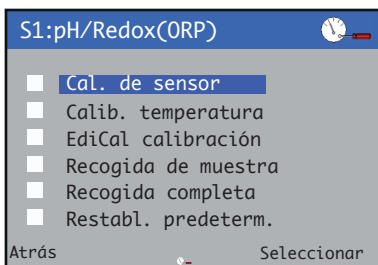 S1:pH/Redox(ORP)
Cal. de sensor
Calib. temperatura
EdiCal calibración
Recogida de muestra
Recogida completa
Restabl. predeterm.
Atrás Seleccionar